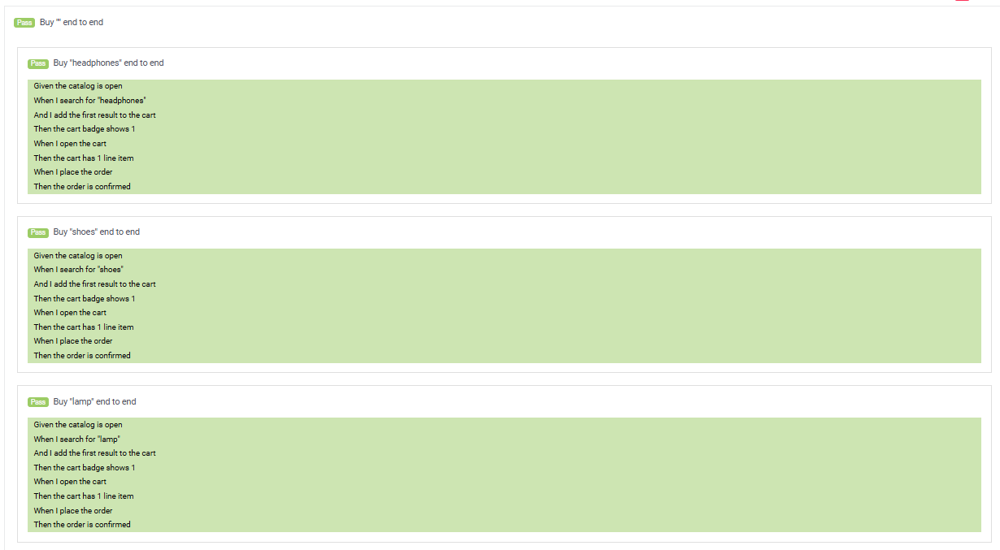 Pass Buy "" end to end
Pass Buy "headphones" end to end
Given the catalog is open
When I search for "headphones"
And I add the first result to the cart
Then the cart badge shows 1
When I open the cart
Then the cart has 1 line item
When I place the order
Then the order is confirmed
Pass Buy "shoes" end to end
Given the catalog is open
When I search for "shoes"
And I add the first result to the cart
Then the cart badge shows 1
When I open the cart
Then the cart has 1 line item
When I place the order
Then the order is confirmed
Pass Buy "lamp" end to end
Given the catalog is open
When I search for "lamp"
And I add the first result to the cart
Then the cart badge shows 1
When I open the cart
Then the cart has 1 line item
When I place the order
Then the order is confirmed